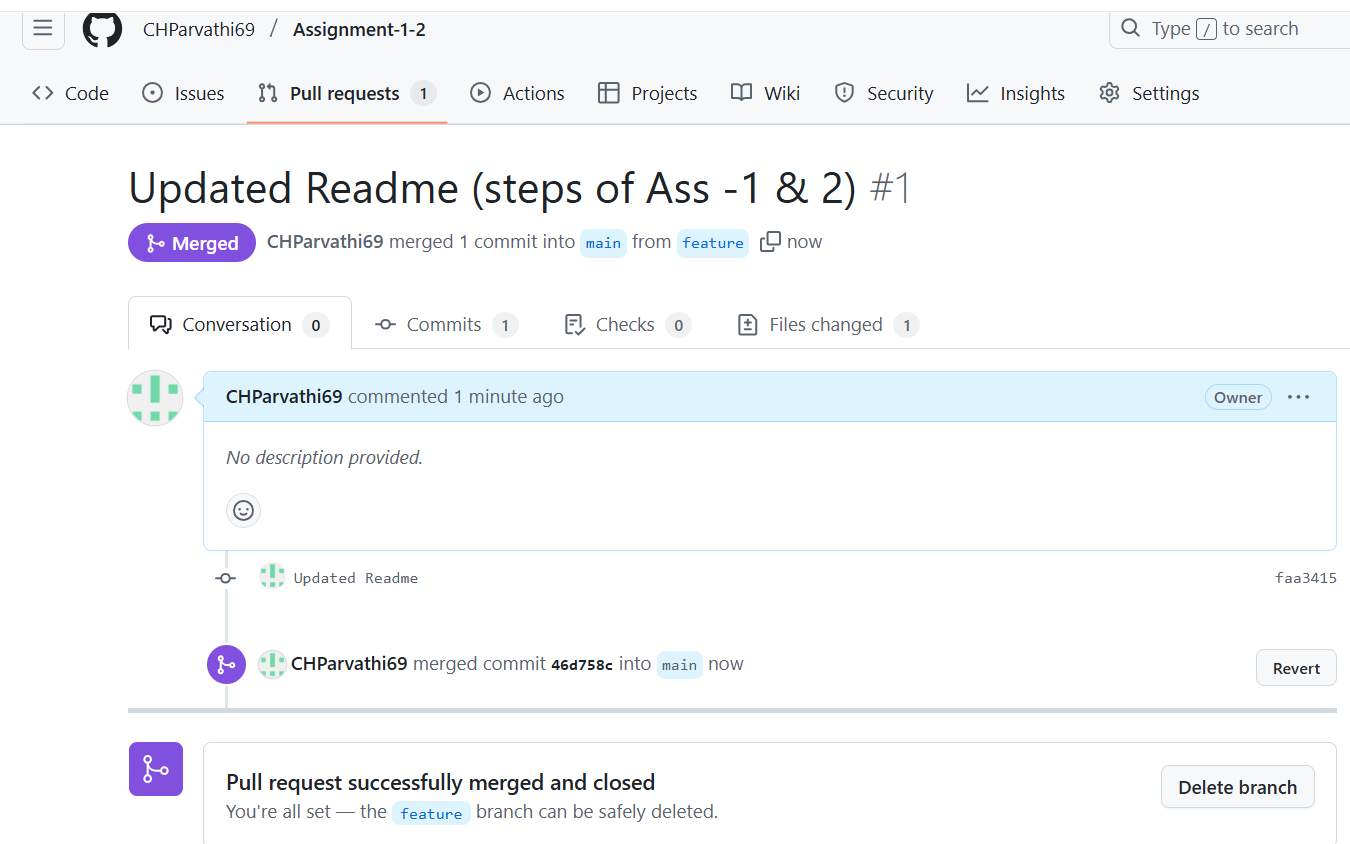 CHParvathi69 / Assignment-1-2 Type / to search
Code Issues Pull requests 1 Actions Projects Wiki Security Insights Settings
Updated Readme (steps of Ass -1 & 2) #1
Merged CHParvathi69 merged 1 commit into main from feature now
Conversation 0 Commits 1 Checks 0 Files changed 1
CHParvathi69 commented 1 minute ago Owner
No description provided.
Updated Readme faa3415
CHParvathi69 merged commit 46d758c into main now Revert
Pull request successfully merged and closed
You're all set — the feature branch can be safely deleted.
Delete branch